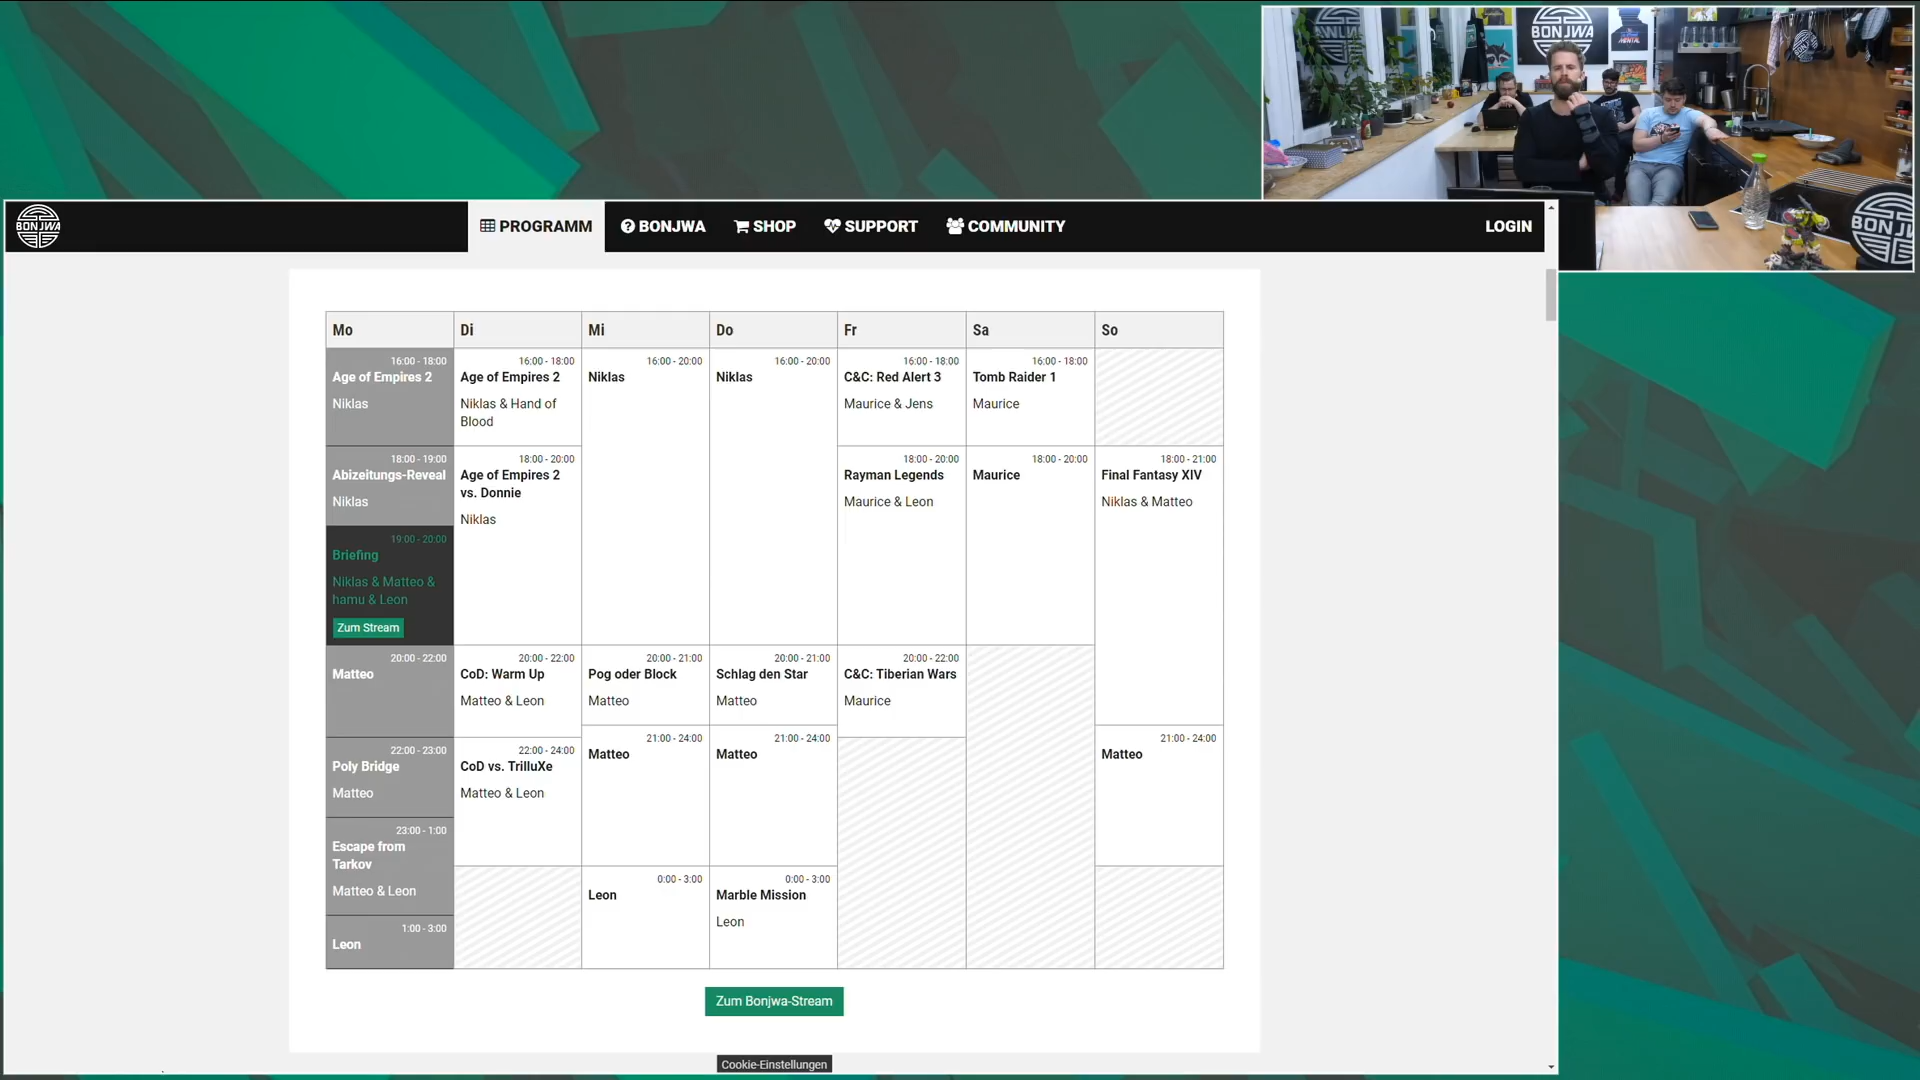 BONJWA
MENTAL
BONJWA
PROGRAMM
BONJWA
SHOP
SUPPORT
COMMUNITY
LOGIN
Mo
Di
Mi
Do
Fr
Sa
So
16:00 - 18:00
Age of Empires 2
Niklas
16:00 - 18:00
Age of Empires 2
Niklas & Hand of
Blood
16:00 - 20:00
Niklas
16:00 - 20:00
Niklas
16:00 - 18:00
C&C: Red Alert 3
Maurice & Jens
16:00 - 18:00
Tomb Raider 1
Maurice
18:00 - 19:00
Abizeitungs-Reveal
Niklas
18:00 - 20:00
Age of Empires 2
vs. Donnie
Niklas
18:00 - 20:00
Rayman Legends
Maurice & Leon
18:00 - 20:00
Maurice
18:00 - 21:00
Final Fantasy XIV
Niklas & Matteo
19:00 - 20:00
Briefing
Niklas & Matteo &
hamu & Leon
Zum Stream
20:00 - 22:00
Matteo
20:00 - 22:00
CoD: Warm Up
Matteo & Leon
20:00 - 21:00
Pog oder Block
Matteo
20:00 - 21:00
Schlag den Star
Matteo
20:00 - 22:00
C&C: Tiberian Wars
Maurice
22:00 - 23:00
Poly Bridge
Matteo
22:00 - 24:00
CoD vs. TrilluXe
Matteo & Leon
21:00 - 24:00
Matteo
21:00 - 24:00
Matteo
21:00 - 24:00
Matteo
23:00 - 1:00
Escape from
Tarkov
Matteo & Leon
0:00 - 3:00
Leon
0:00 - 3:00
Marble Mission
Leon
1:00 - 3:00
Leon
Zum Bonjwa-Stream
Cookie-Einstellungen